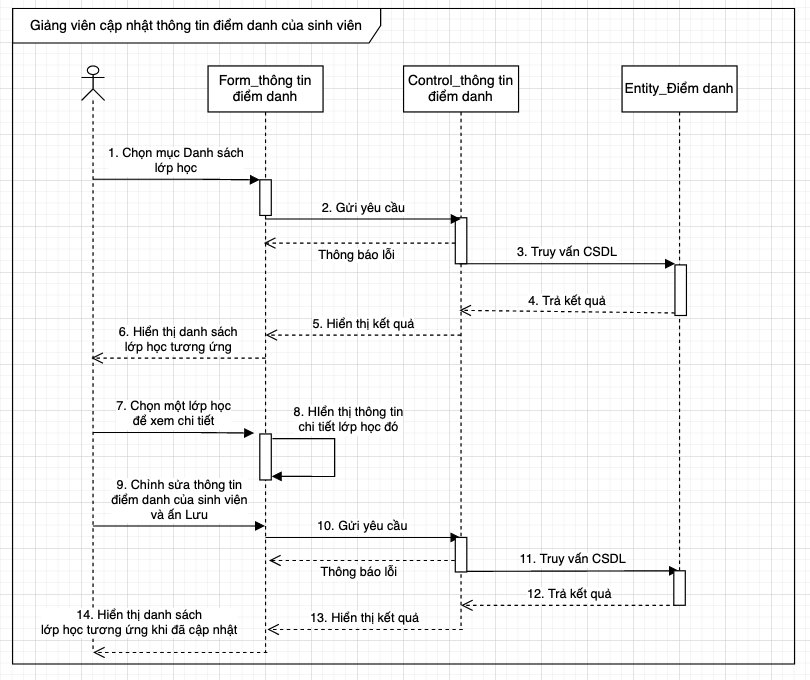 Giảng viên cập nhật thông tin điểm danh của sinh viên
Form_thông tin
điểm danh
Control_thông tin
điểm danh
Entity_Điểm danh
1. Chọn mục Danh sách
lớp học
2. Gửi yêu cầu
Thông báo lỗi
3. Truy vấn CSDL
4. Trả kết quả
5. Hiển thị kết quả
6. Hiển thị danh sách
lớp học tương ứng
7. Chọn một lớp học
để xem chi tiết
8. HIển thị thông tin
chi tiết lớp học đó
9. Chỉnh sửa thông tin
điểm danh của sinh viên
và ấn Lưu
10. Gửi yêu cầu
Thông báo lỗi
11. Truy vấn CSDL
12. Trả kết quả
13. Hiển thị kết quả
14. Hiển thị danh sách
lớp học tương ứng khi đã cập nhật